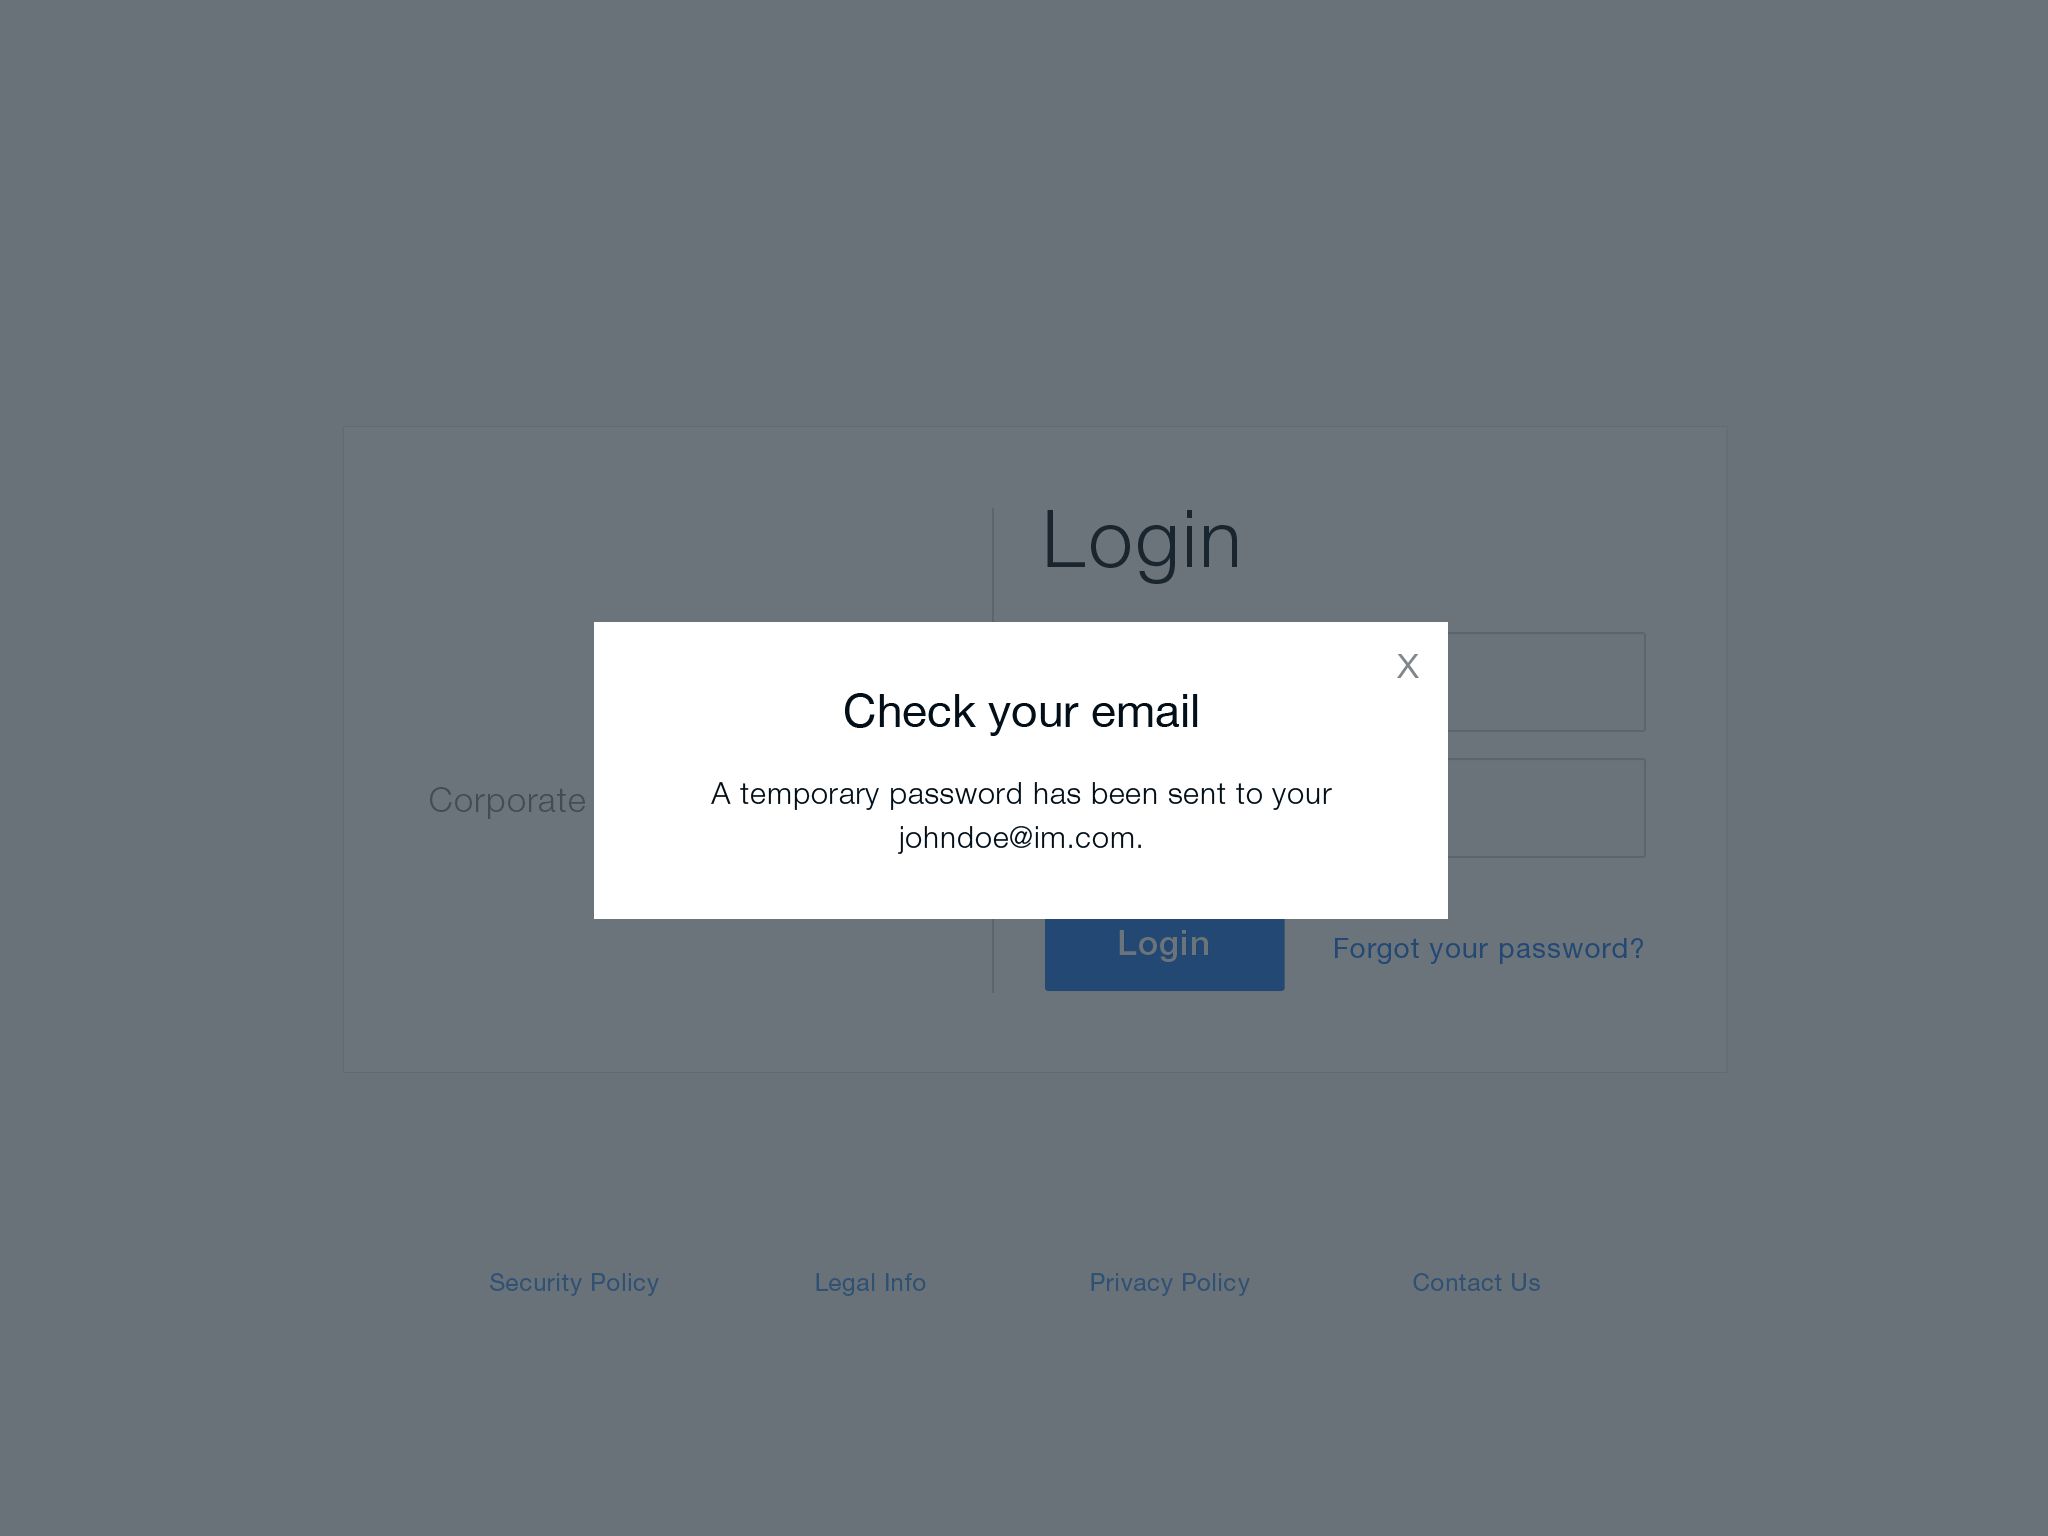 Login
X
Check your email
A temporary password has been sent to your
johndoe@im.com.
Corporate
Login
Forgot your password?
Security Policy
Legal Info
Privacy Policy
Contact Us